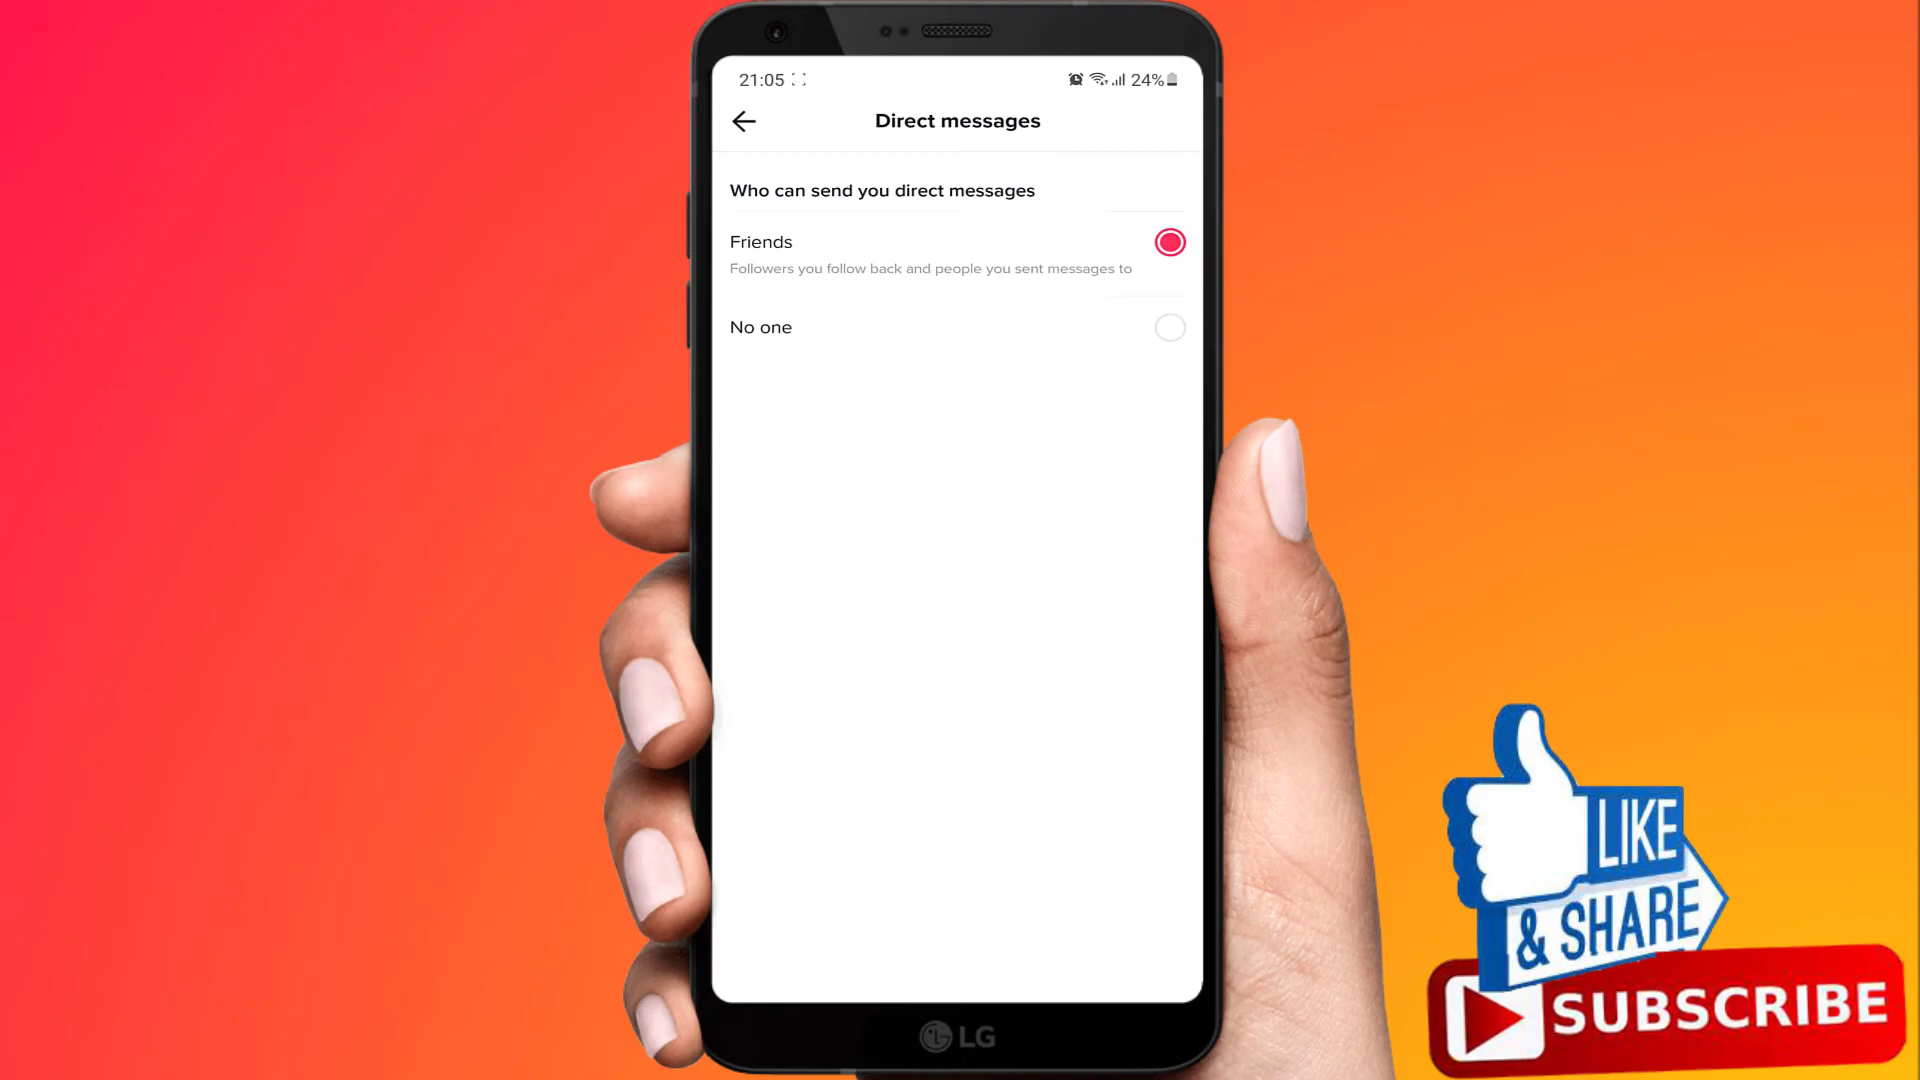 21:05
24%
Direct messages
Who can send you direct messages
Friends
Followers you follow back and people you sent messages to
No one
LIKE
& SHARE
SUBSCRIBE
LG